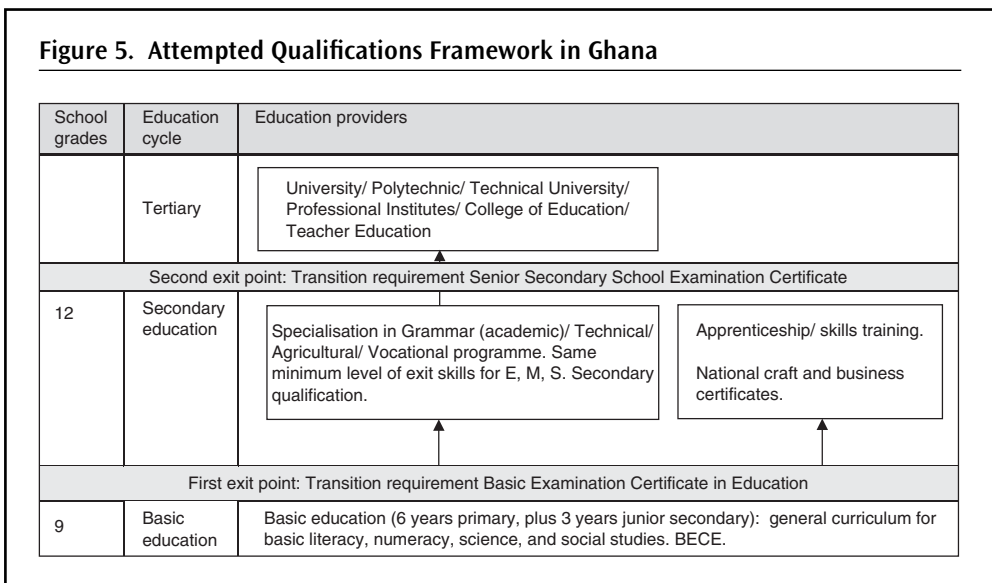 Figure 5. Attempted Qualifications Framework in Ghana
School
grades
Education
cycle
Education providers
Tertiary
University/ Polytechnic/ Technical University/
Professional Institutes/ College of Education/
Teacher Education
Second exit point: Transition requirement Senior Secondary School Examination Certificate
12
Secondary
education
Specialisation in Grammar (academic)/ Technical/
Agricultural/ Vocational programme. Same
minimum level of exit skills for E, M, S. Secondary
qualification.
Apprenticeship/ skills training.
National craft and business
certificates.
First exit point: Transition requirement Basic Examination Certificate in Education
9
Basic
education
Basic education (6 years primary, plus 3 years junior secondary): general curriculum for
basic literacy, numeracy, science, and social studies. BECE.